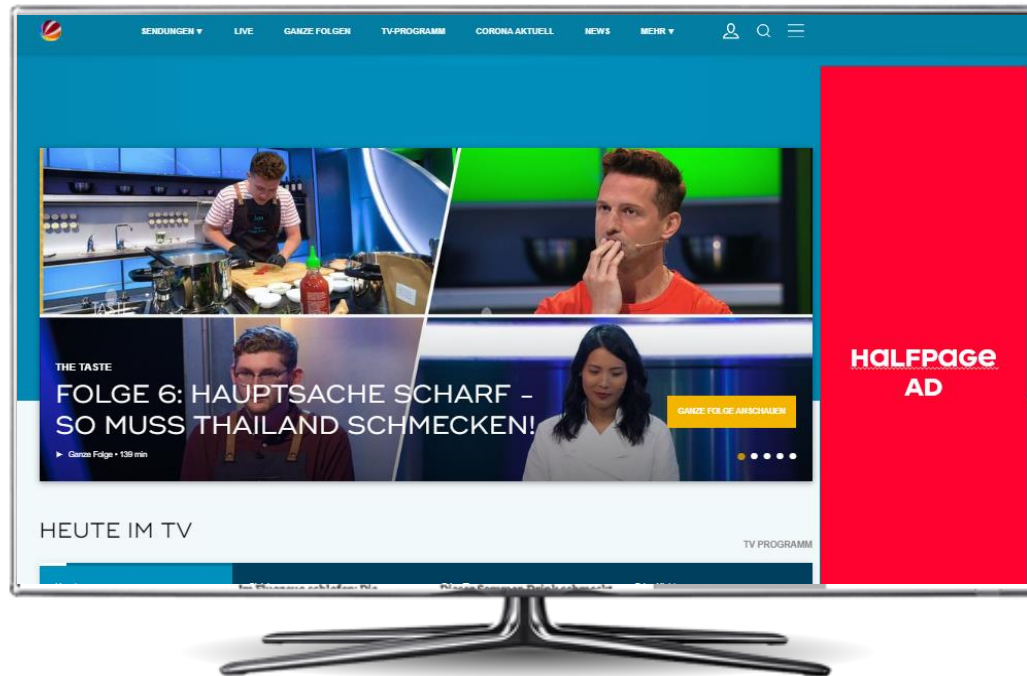 SENDUNGEN ▾ LIVE GANZE FOLGEN TV-PROGRAMM CORONA AKTUELL NEWS MEHR ▾
TASTE
THE TASTE
FOLGE 6: HAUPTSACHE SCHARF –
SO MUSS THAILAND SCHMECKEN!
GANZE FOLGE ANSCHAUEN
► Ganze Folge • 139 min
HALFPAGE
AD
HEUTE IM TV
TV PROGRAMM